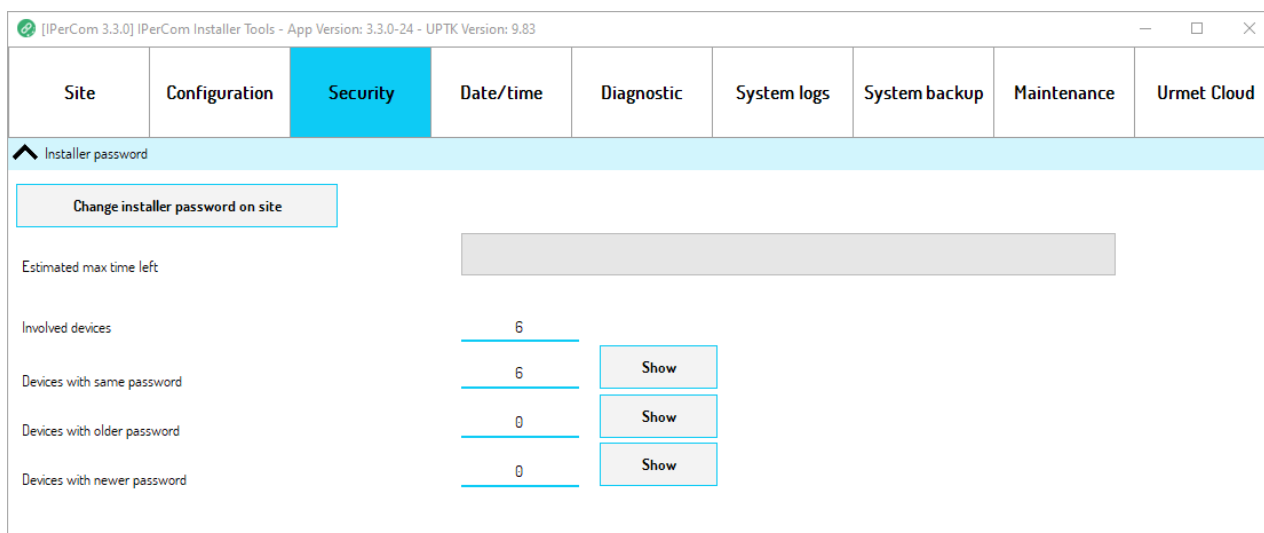 [IPerCom 3.3.0] IPerCom Installer Tools - App Version: 3.3.0-24 - UPTK Version: 9.83
Site Configuration Security Date/time Diagnostic System logs System backup Maintenance Urmet Cloud
Installer password
Change installer password on site
Estimated max time left
Involved devices 6
Devices with same password 6 Show
Devices with older password 0 Show
Devices with newer password 0 Show